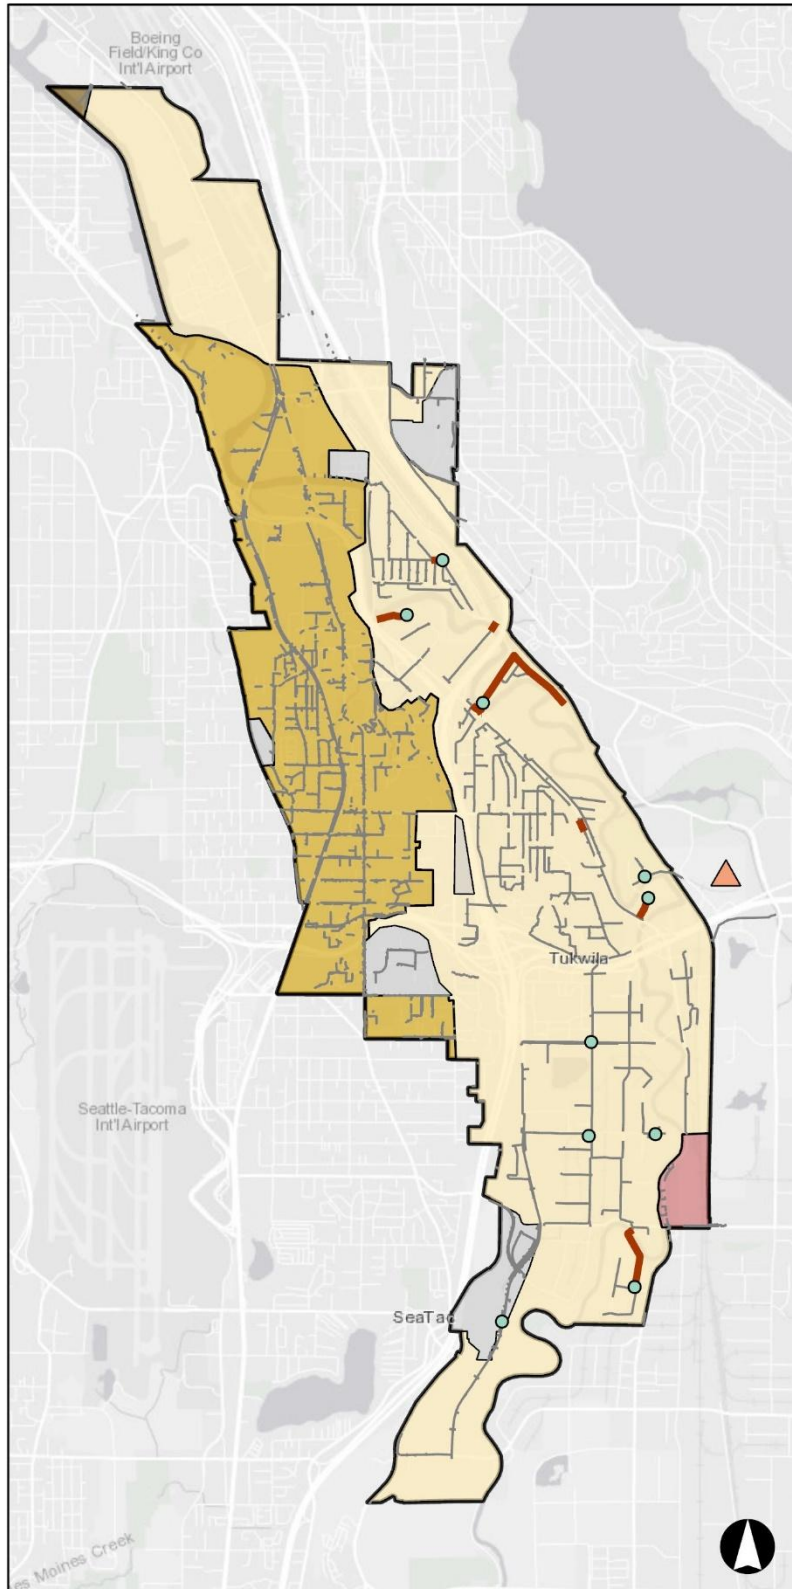 Boeing
Field/King Co
Int'l Airport
Tukwila
Seattle-Tacoma
Int'l Airport
SeaTac
es Moines Creek